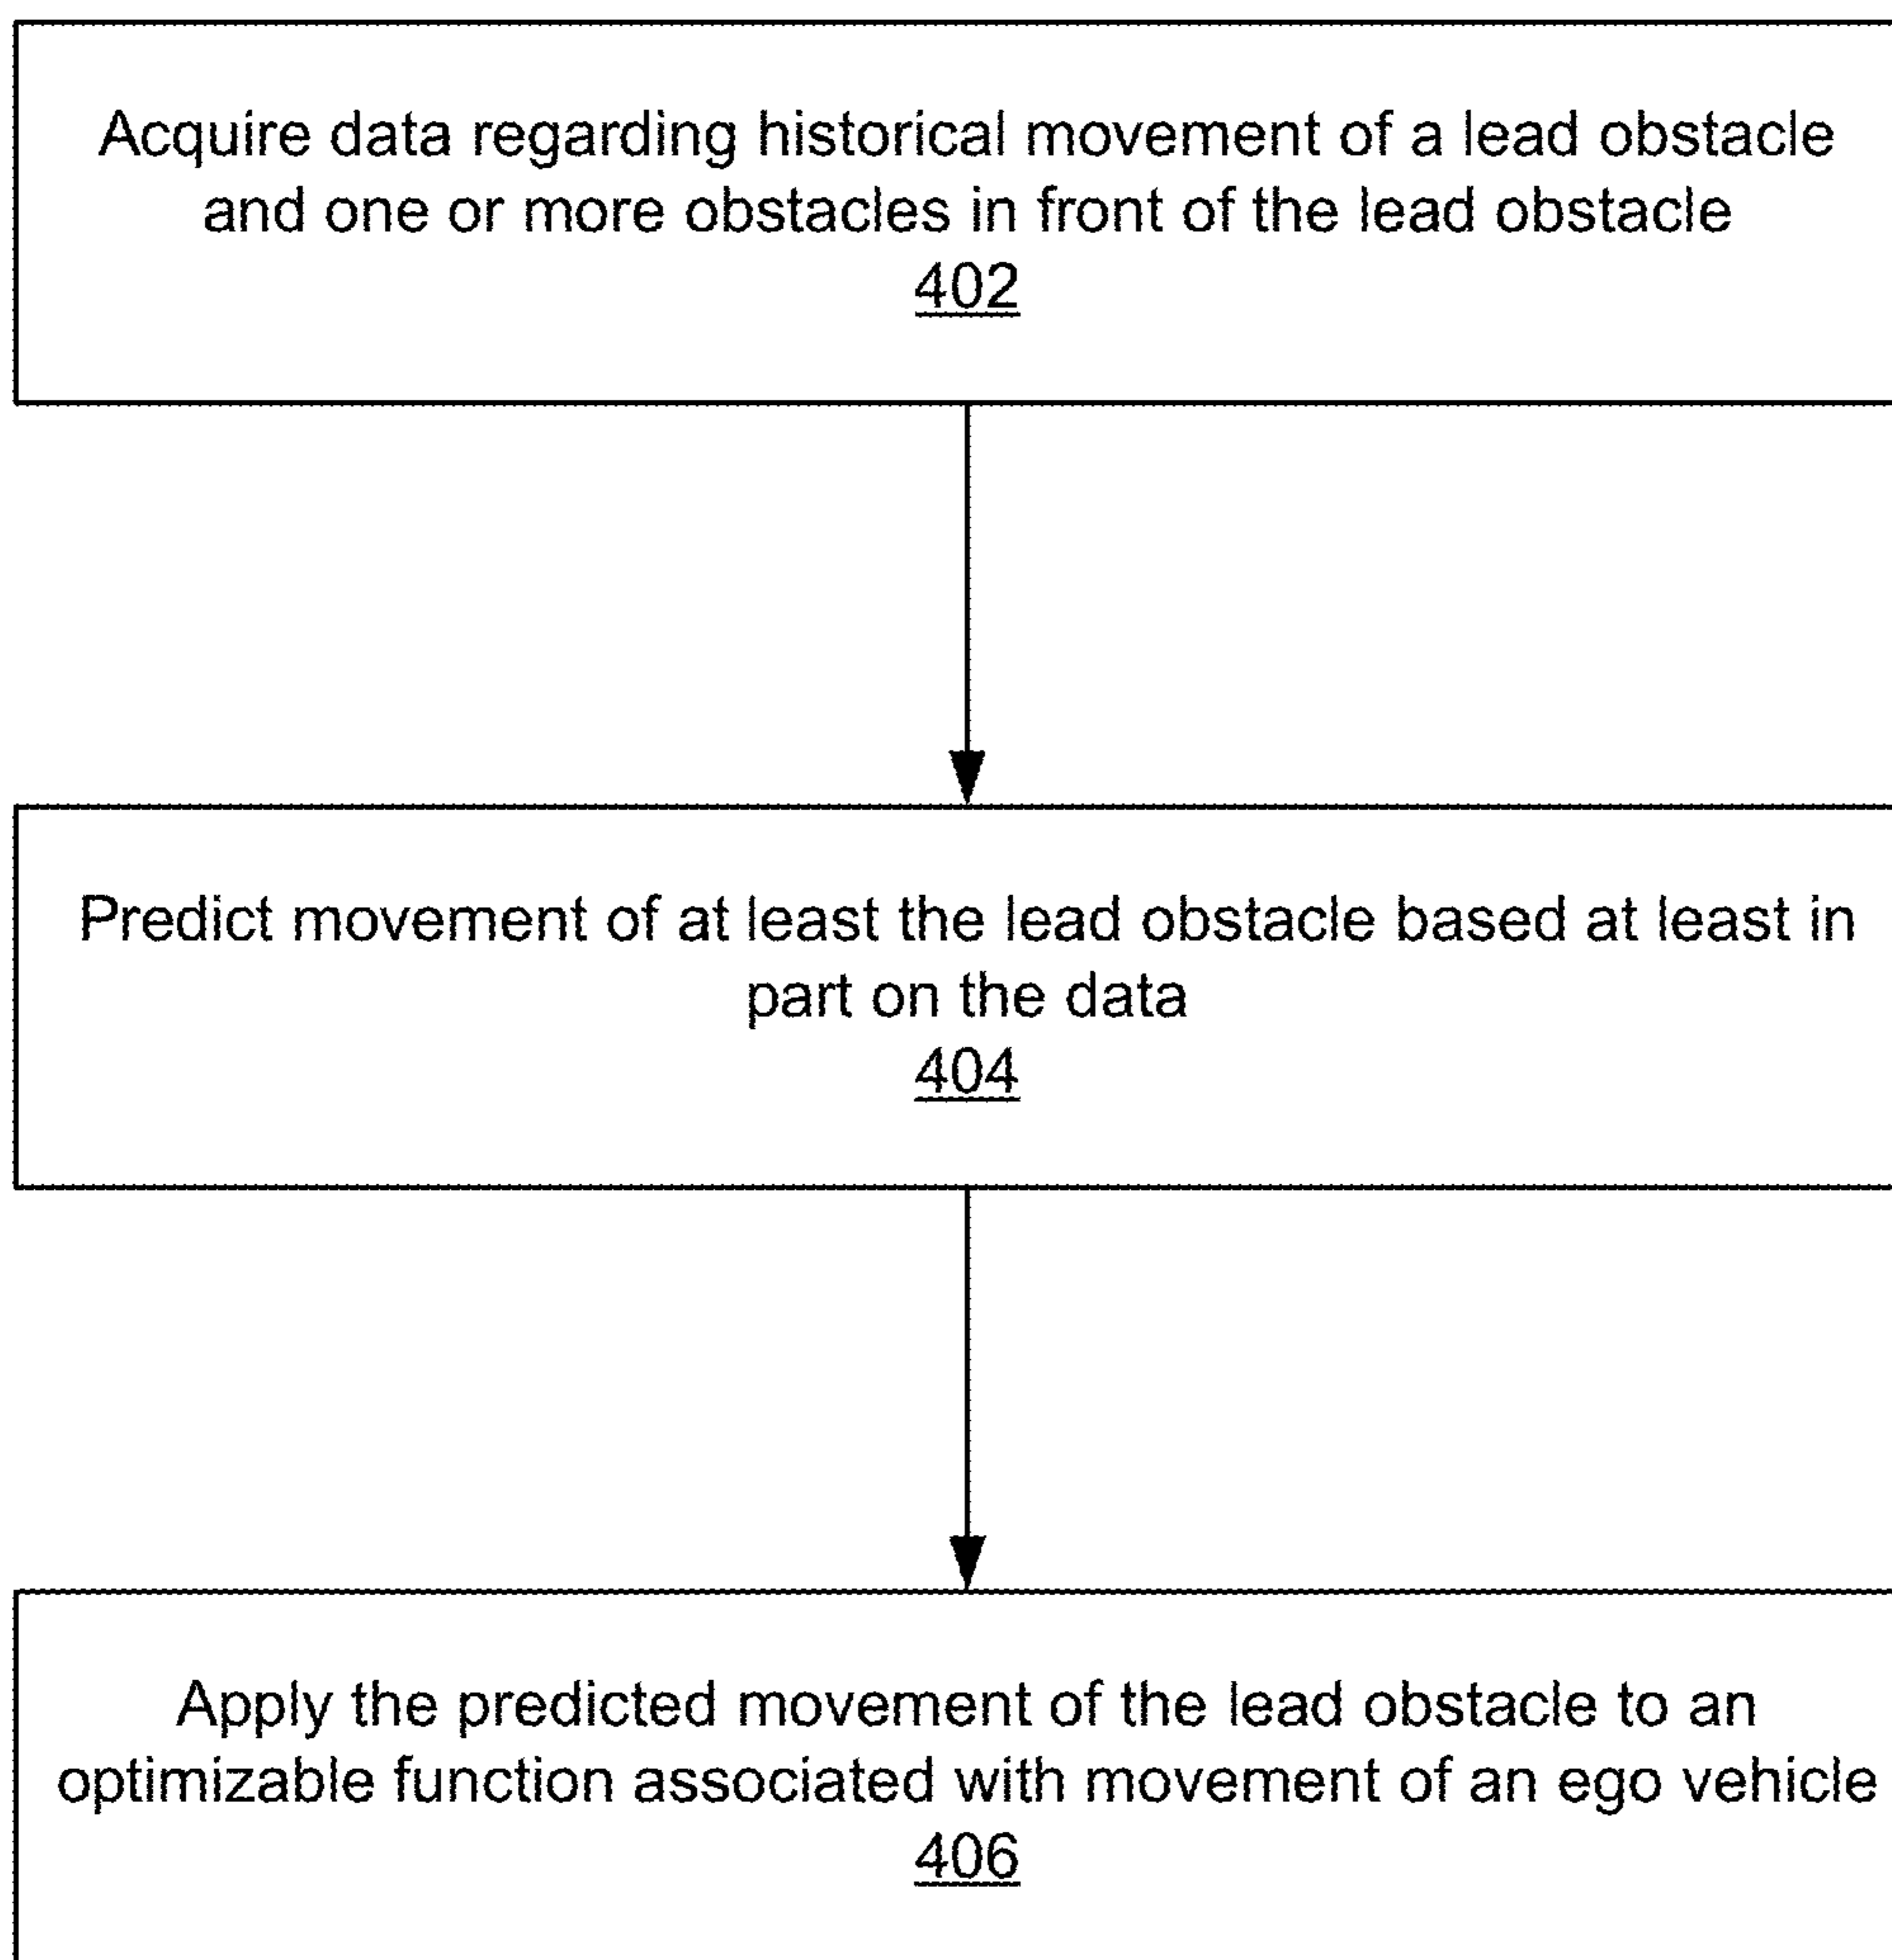 Acquire data regarding historical movement of a lead obstacle
and one or more obstacles in front of the lead obstacle
402
Predict movement of at least the lead obstacle based at least in
part on the data
404
Apply the predicted movement of the lead obstacle to an
optimizable function associated with movement of an ego vehicle
406